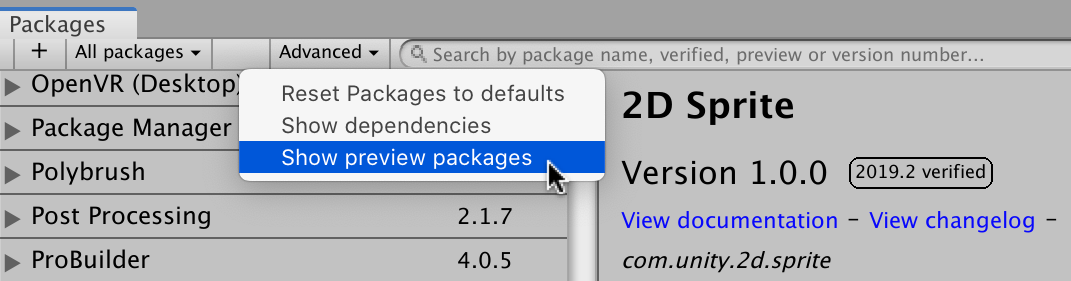 Packages
+ All packages Advanced Search by package name, verified, preview or version number...
OpenVR (Desktop)
Package Manager
Polybrush
Post Processing 2.1.7
ProBuilder 4.0.5
Reset Packages to defaults
Show dependencies
Show preview packages
2D Sprite
Version 1.0.0 2019.2 verified
View documentation - View changelog -
com.unity.2d.sprite